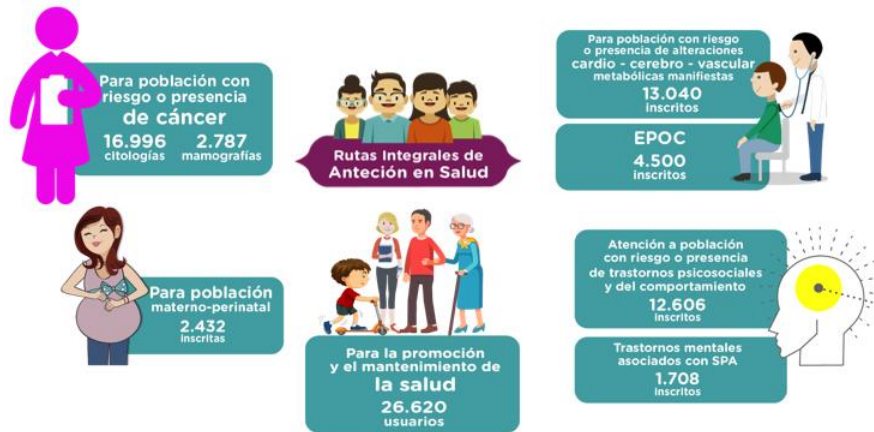 Para población con
riesgo o presencia
de cáncer
16.996 2.787
citologías mamografías
Rutas Integrales de
Anteción en Salud
Para población con riesgo
o presencia de alteraciones
cardio - cerebro - vascular
metabólicas manifiestas
13.040
inscritos
EPOC
4.500
inscritos
Para población
materno-perinatal
2.432
inscritas
Para la promoción
y el mantenimiento de
la salud
26.620
usuarios
Atención a población
con riesgo o presencia
de trastornos psicosociales
y del comportamiento
12.606
inscritos
Trastornos mentales
asociados con SPA
1.708
inscritos